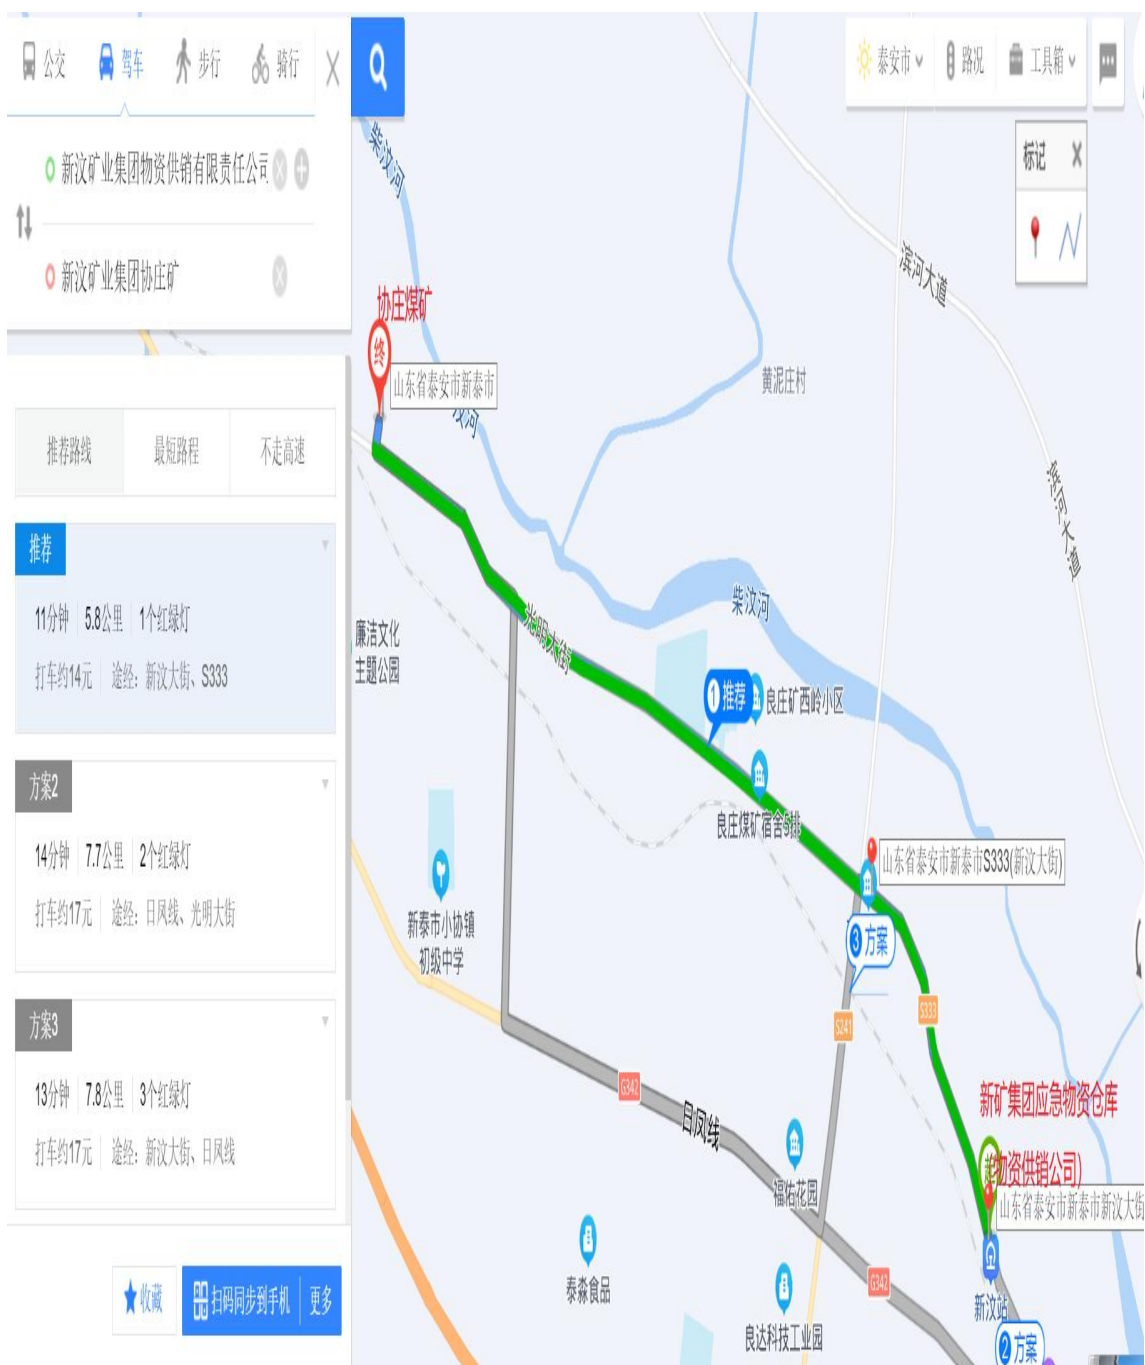 公交
驾车
步行
骑行
新汶矿业集团物资供销有限责任公司
新汶矿业集团协庄矿
推荐路线
最短路程
不走高速
推荐
11分钟 5.8公里 1个红绿灯
打车约14元 途经：新汶大街、S333
方案2
14分钟 7.7公里 2个红绿灯
打车约17元 途经：日凤线、光明大街
方案3
13分钟 7.8公里 3个红绿灯
打车约17元 途经：新汶大街、日凤线
收藏
扫码同步到手机
更多
泰安市
路况
工具箱
标记
柴汶河
滨河大道
协庄煤矿
终
山东省泰安市新泰市
汶河
黄泥庄村
滨河大道
柴汶河
光明大街
廉洁文化
主题公园
1 推荐
良庄矿西岭小区
良庄煤矿宿舍5排
山东省泰安市新泰市S333(新汶大街)
新泰市小协镇
初级中学
3 方案
S241
S333
G342
日凤线
新矿集团应急物资仓库
物资供销公司)
山东省泰安市新泰市新汶大街
福佑花园
泰淼食品
G342
新汶站
良达科技工业园
2 方案